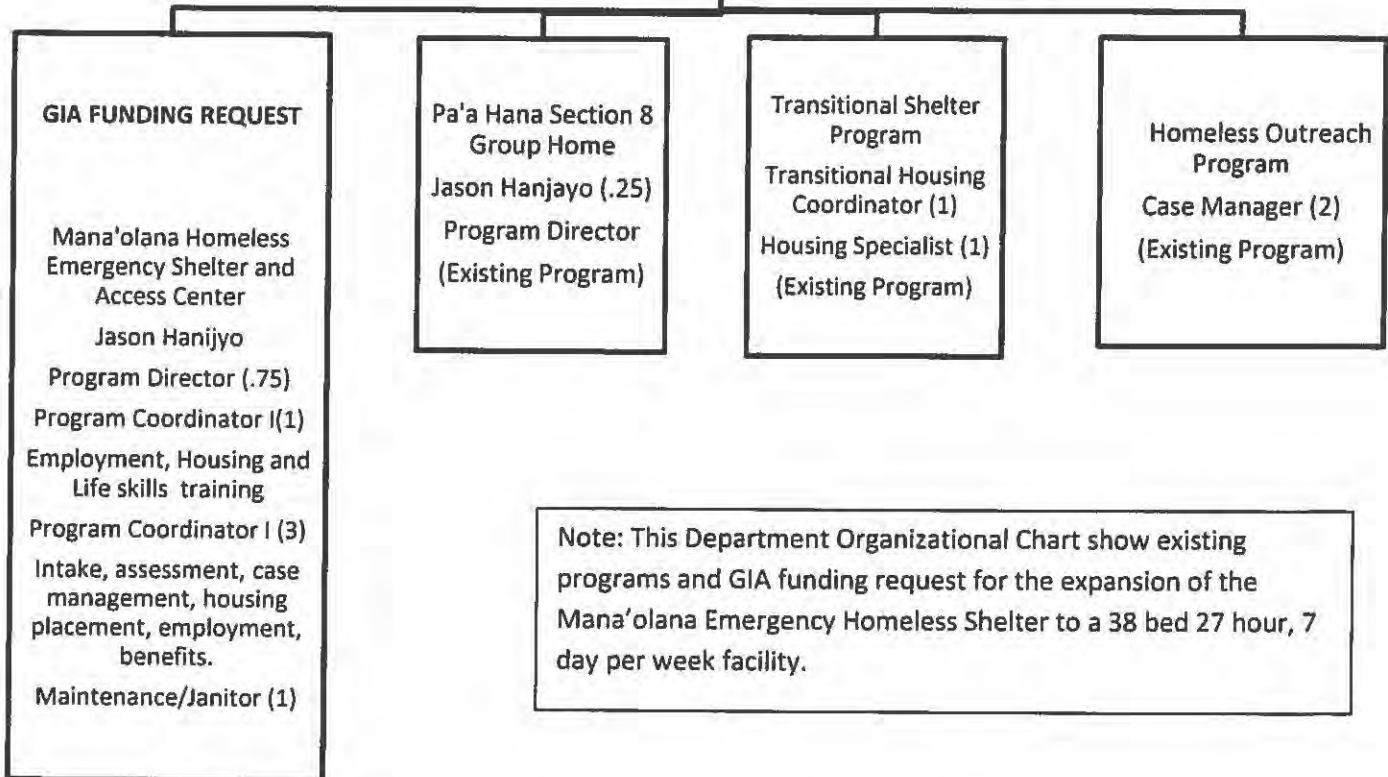 GIA FUNDING REQUEST
Mana'olana Homeless
Emergency Shelter and
Access Center
Jason Hanijyo
Program Director (.75)
Program Coordinator I(1)
Employment, Housing and
Life skills training
Program Coordinator I (3)
Intake, assessment, case
management, housing
placement, employment,
benefits.
Maintenance/Janitor (1)
Pa'a Hana Section 8
Group Home
Jason Hanjayo (.25)
Program Director
(Existing Program)
Transitional Shelter
Program
Transitional Housing
Coordinator (1)
Housing Specialist (1)
(Existing Program)
Homeless Outreach
Program
Case Manager (2)
(Existing Program)
Note: This Department Organizational Chart show existing
programs and GIA funding request for the expansion of the
Mana'olana Emergency Homeless Shelter to a 38 bed 27 hour, 7
day per week facility.